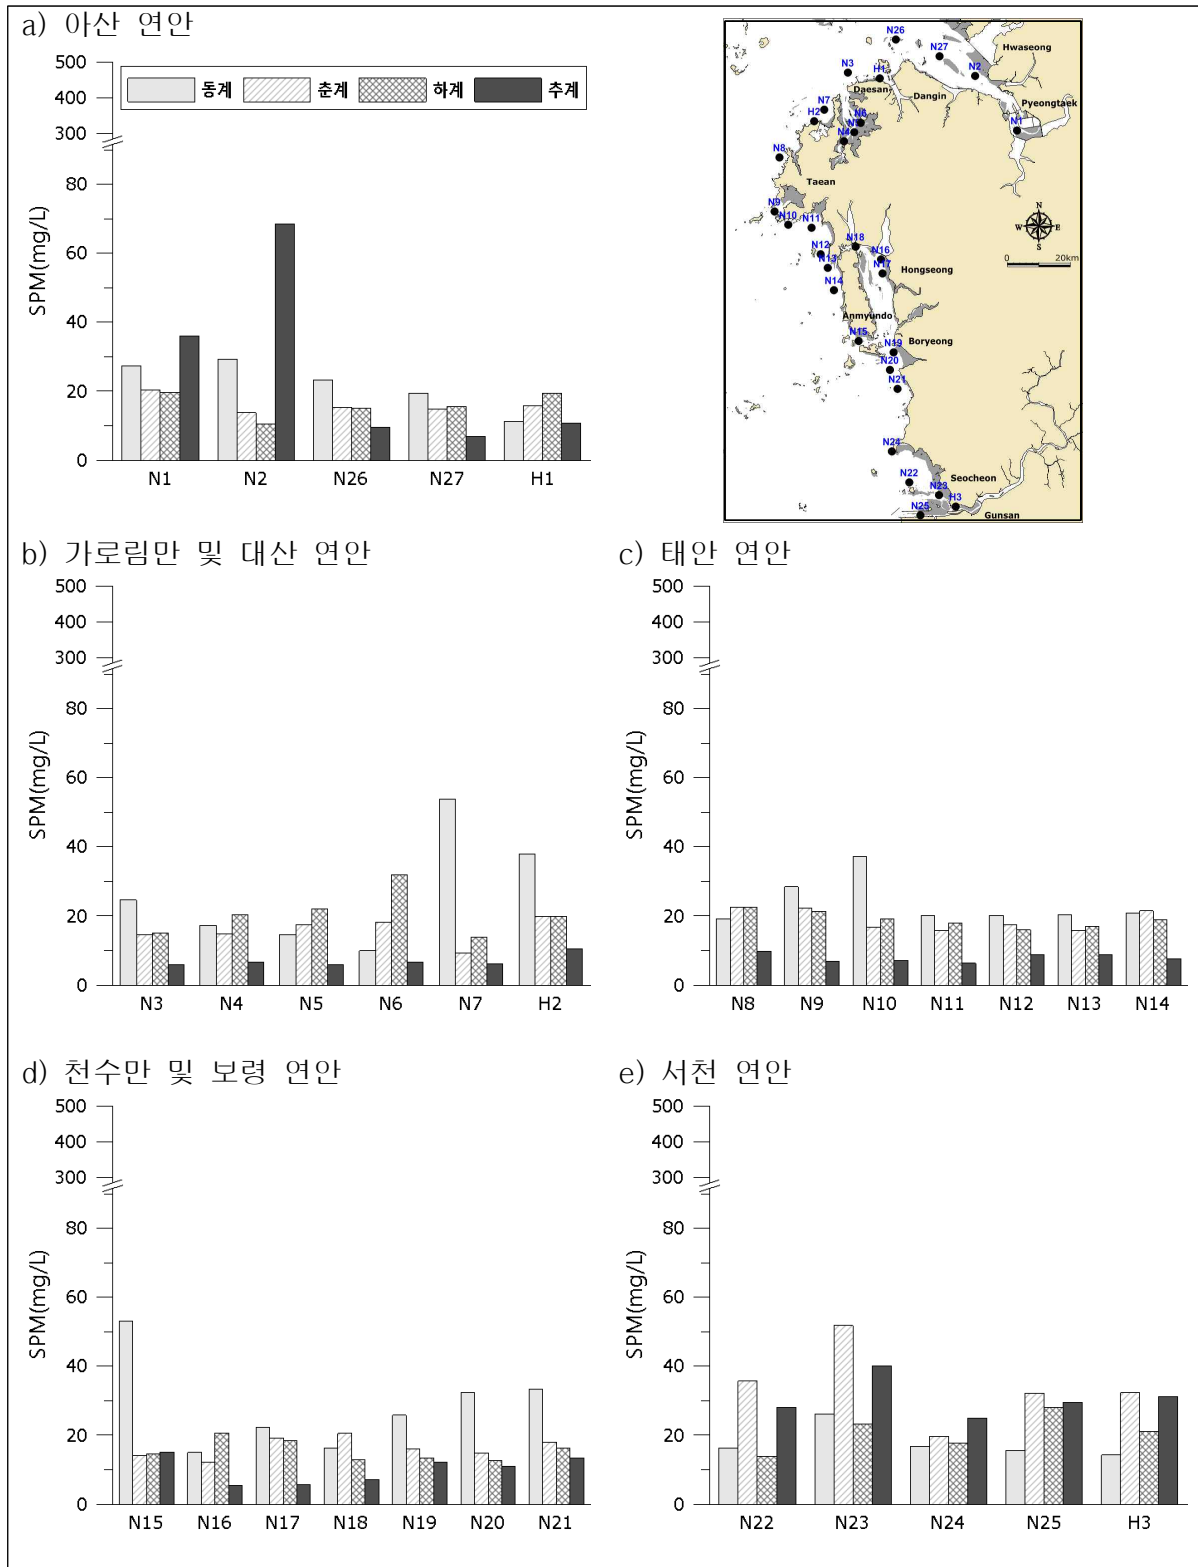 a) 아산 연안
500
400
300
80
60
40
20
0
SPM(mg/L)
동계 춘계 하계 추계
N1 N2 N26 N27 H1
N26
N27
Hwaseong
N3
H1
N2
Daesan
Dangin
Pyeongtaek
N7
H2
N6
N5
N4
N1
N8
Taean
N9
N10
N11
N
W E
S
N12
N18
N13
N16
N17
0 20km
N14
Hongseong
Anmyundo
N15
N19
Boryeong
N20
N21
N24
N22
Seocheon
N23
H3
N25
Gunsan
b) 가로림만 및 대산 연안
500
400
300
80
60
40
20
0
SPM(mg/L)
N3 N4 N5 N6 N7 H2
c) 태안 연안
500
400
300
80
60
40
20
0
SPM(mg/L)
N8 N9 N10 N11 N12 N13 N14
d) 천수만 및 보령 연안
500
400
300
80
60
40
20
0
SPM(mg/L)
N15 N16 N17 N18 N19 N20 N21
e) 서천 연안
500
400
300
80
60
40
20
0
SPM(mg/L)
N22 N23 N24 N25 H3